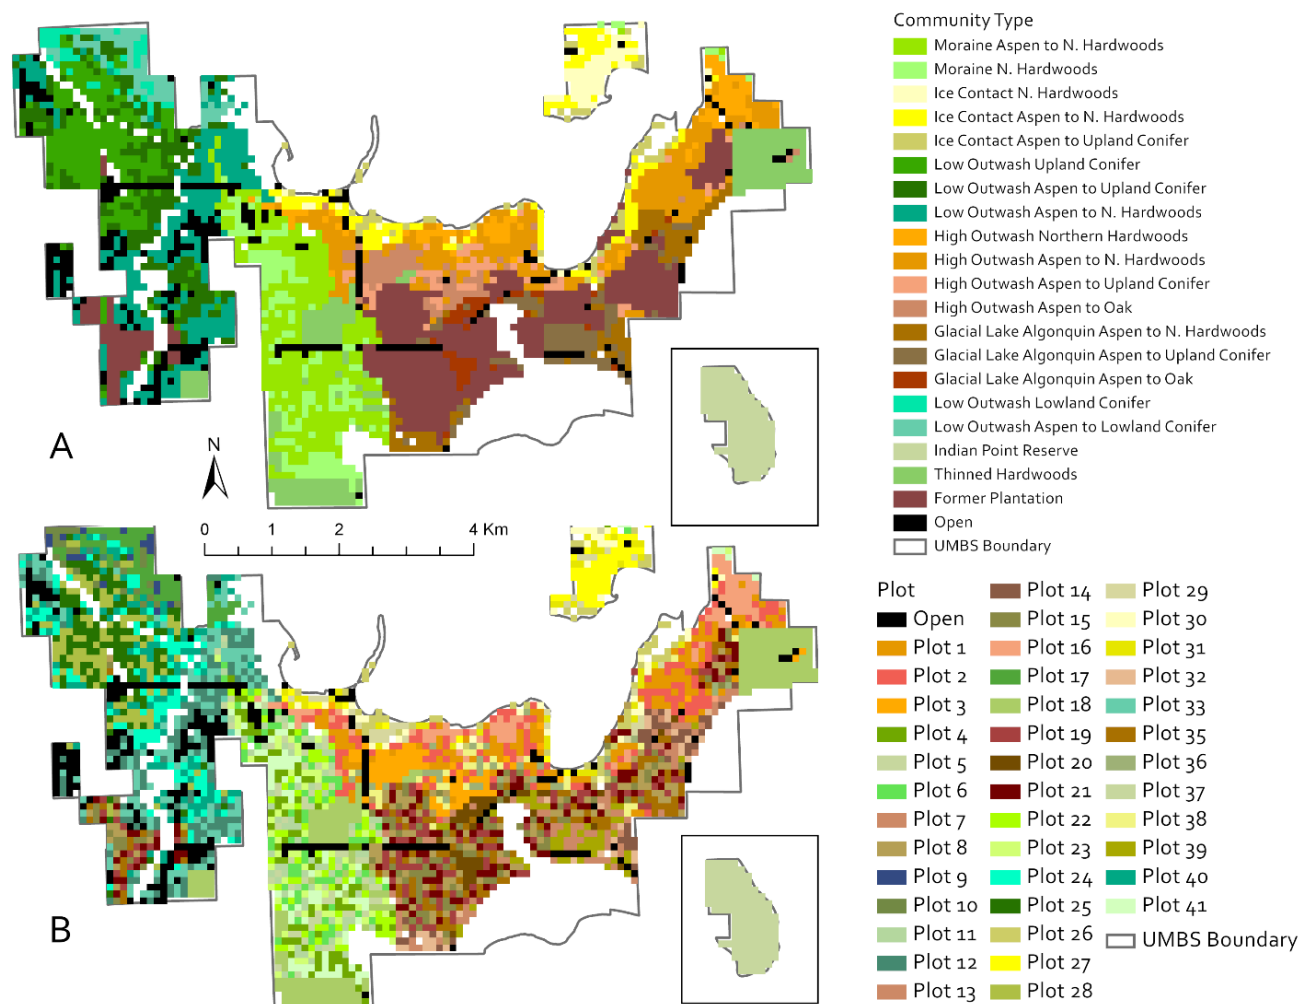 Community Type
Moraine Aspen to N. Hardwoods
Moraine N. Hardwoods
Ice Contact N. Hardwoods
Ice Contact Aspen to N. Hardwoods
Ice Contact Aspen to Upland Conifer
Low Outwash Upland Conifer
Low Outwash Aspen to Upland Conifer
Low Outwash Aspen to N. Hardwoods
High Outwash Northern Hardwoods
High Outwash Aspen to N. Hardwoods
High Outwash Aspen to Upland Conifer
High Outwash Aspen to Oak
Glacial Lake Algonquin Aspen to N. Hardwoods
Glacial Lake Algonquin Aspen to Upland Conifer
Glacial Lake Algonquin Aspen to Oak
Low Outwash Lowland Conifer
Low Outwash Aspen to Lowland Conifer
Indian Point Reserve
Thinned Hardwoods
Former Plantation
Open
UMBS Boundary
A
N
0 1 2 4 Km
B
Plot
Open
Plot 1
Plot 2
Plot 3
Plot 4
Plot 5
Plot 6
Plot 7
Plot 8
Plot 9
Plot 10
Plot 11
Plot 12
Plot 13
Plot 14
Plot 15
Plot 16
Plot 17
Plot 18
Plot 19
Plot 20
Plot 21
Plot 22
Plot 23
Plot 24
Plot 25
Plot 26
Plot 27
Plot 28
Plot 29
Plot 30
Plot 31
Plot 32
Plot 33
Plot 35
Plot 36
Plot 37
Plot 38
Plot 39
Plot 40
Plot 41
UMBS Boundary